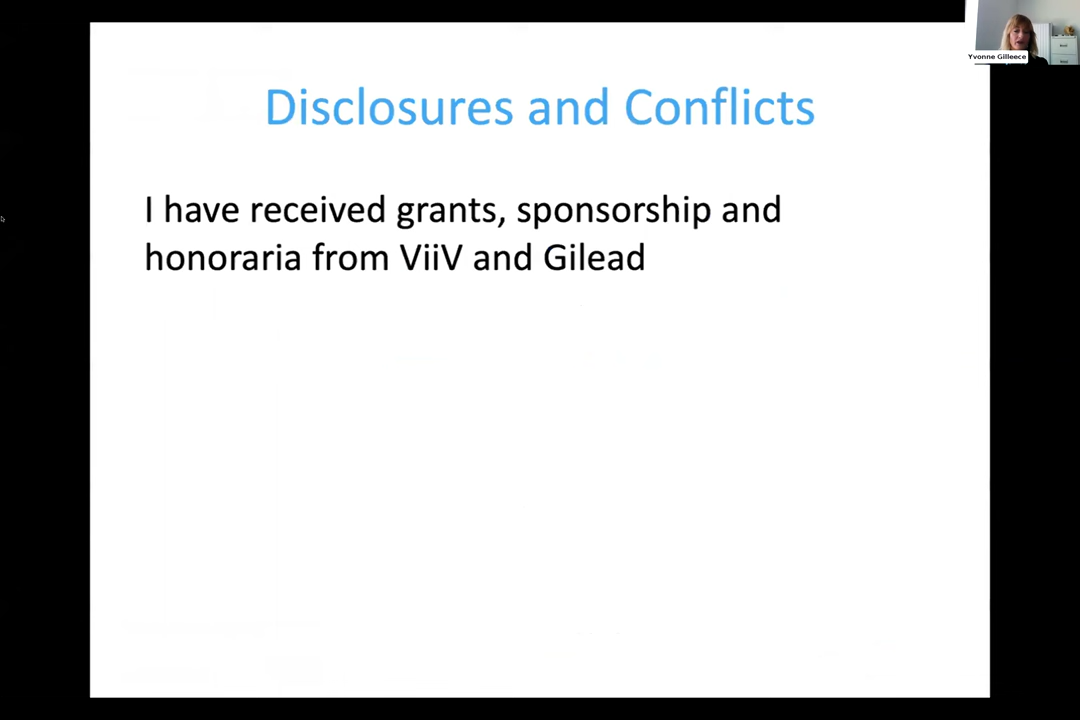 Yvonne Gilleece
Disclosures and Conflicts
I have received grants, sponsorship and
honoraria from ViiV and Gilead